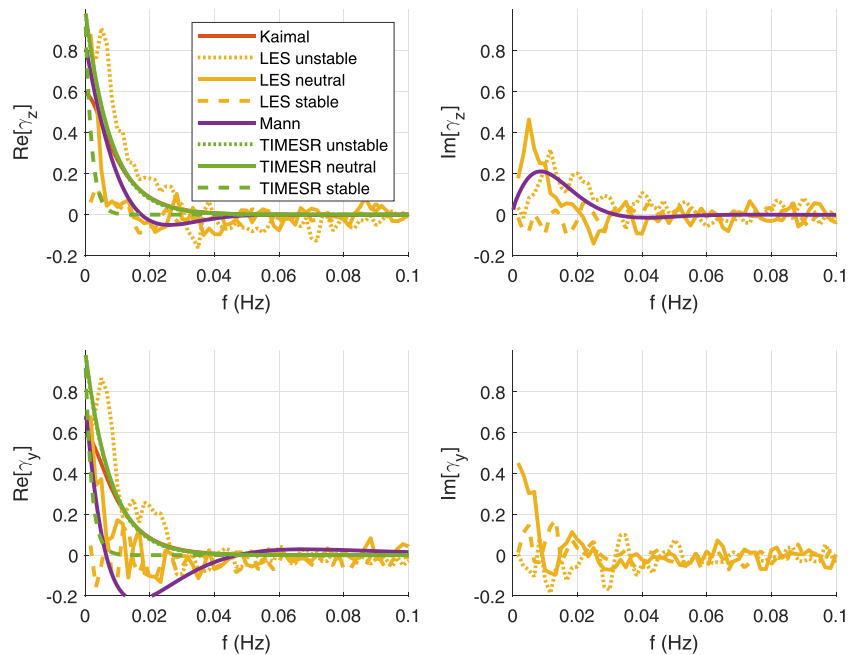 Re[γz]
0.8
0.6
0.4
0.2
0
-0.2
0 0.02 0.04 0.06 0.08 0.1
f (Hz)
Kaimal
LES unstable
LES neutral
LES stable
Mann
TIMESR unstable
TIMESR neutral
TIMESR stable
Im[γz]
0.8
0.6
0.4
0.2
0
-0.2
0 0.02 0.04 0.06 0.08 0.1
f (Hz)
Re[γy]
0.8
0.6
0.4
0.2
0
-0.2
0 0.02 0.04 0.06 0.08 0.1
f (Hz)
Im[γy]
0.8
0.6
0.4
0.2
0
-0.2
0 0.02 0.04 0.06 0.08 0.1
f (Hz)